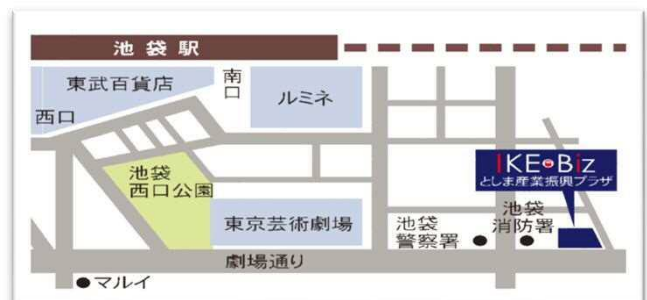 池袋駅
東武百貨店
南口
ルミネ
西口
IKE・Biz
としま産業振興プラザ
池袋
西口公園
池袋
消防署
東京芸術劇場
池袋
警察署
劇場通り
マルイ